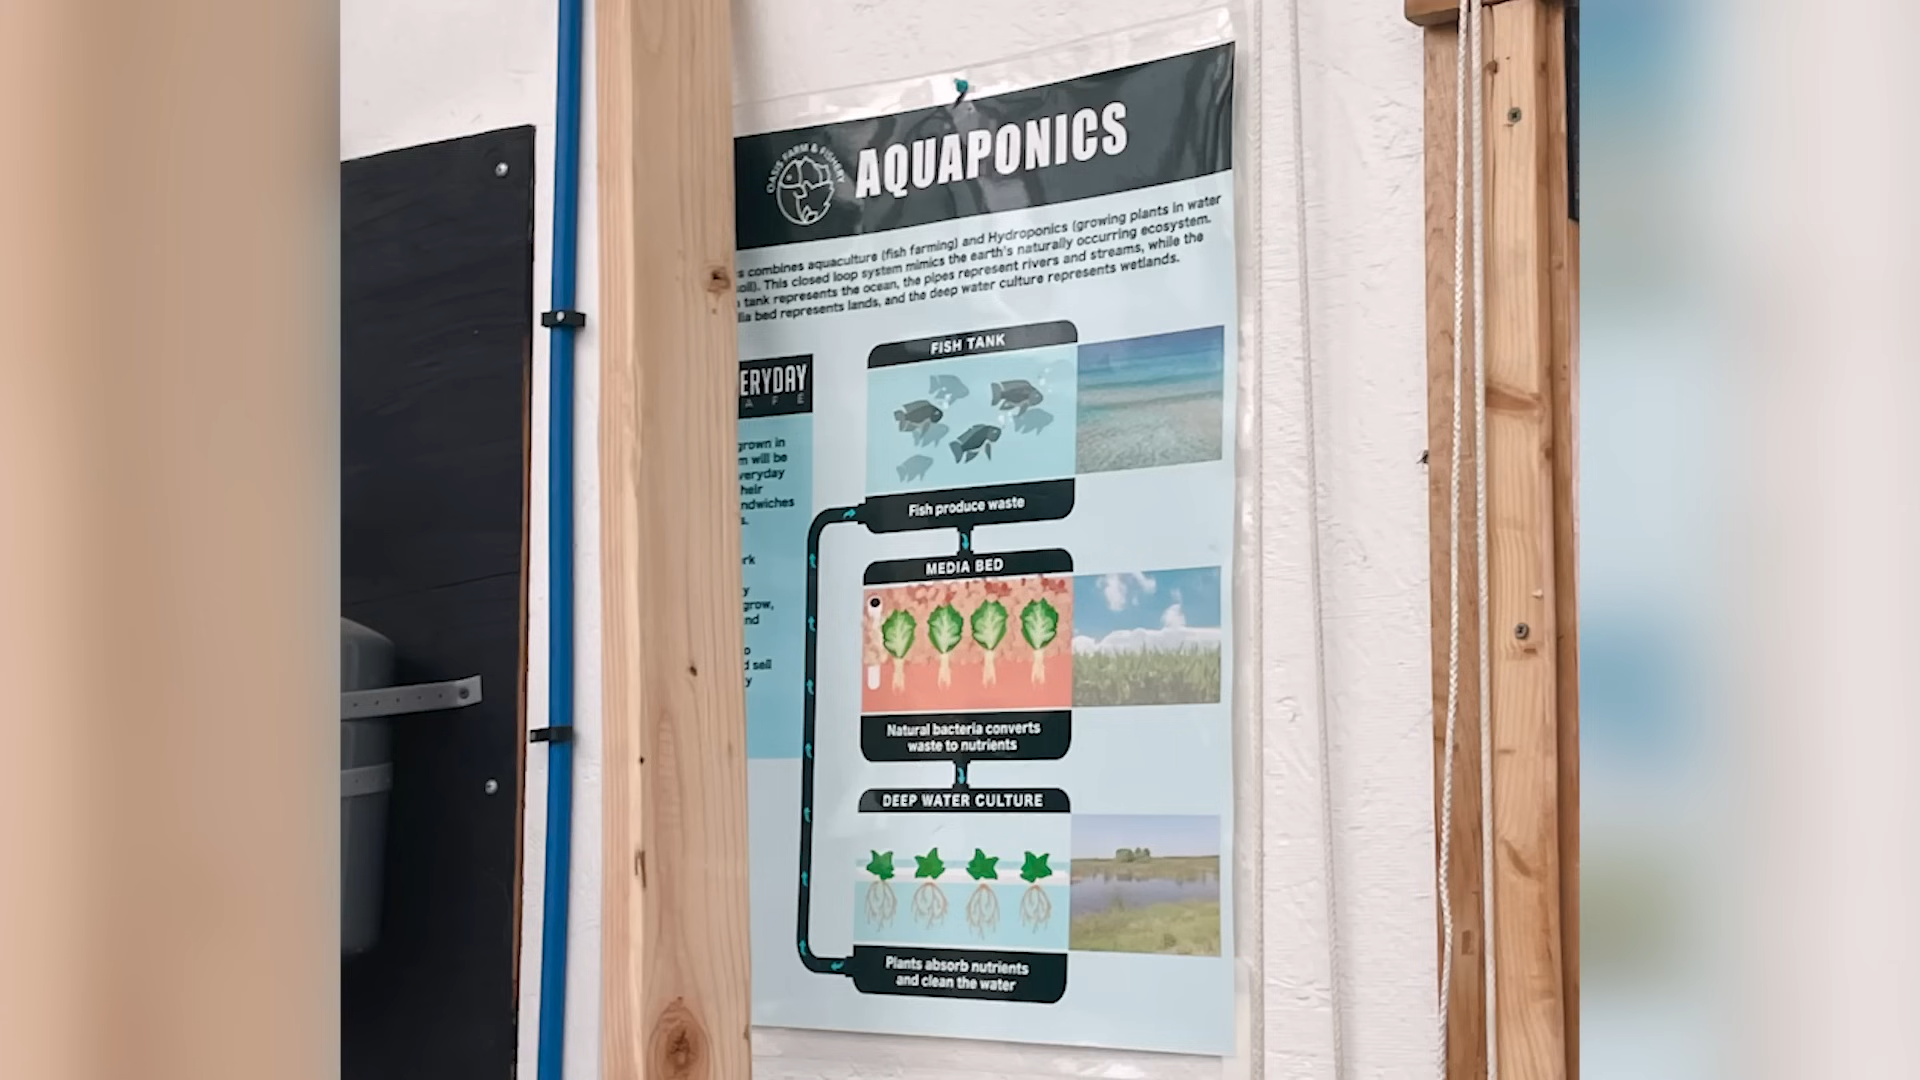 OASIS FARM & FISHERY
AQUAPONICS
s combines aquaculture (fish farming) and Hydroponics (growing plants in water
oil). This closed loop system mimics the earth's naturally occurring ecosystem.
tank represents the ocean, the pipes represent rivers and streams, while the
ia bed represents lands, and the deep water culture represents wetlands.
ERYDAY
A F E
grown in
m will be
veryday
heir
ndwiches
s.
rk
y
grow,
nd
o
d sell
y
FISH TANK
Fish produce waste
MEDIA BED
Natural bacteria converts
waste to nutrients
DEEP WATER CULTURE
Plants absorb nutrients
and clean the water